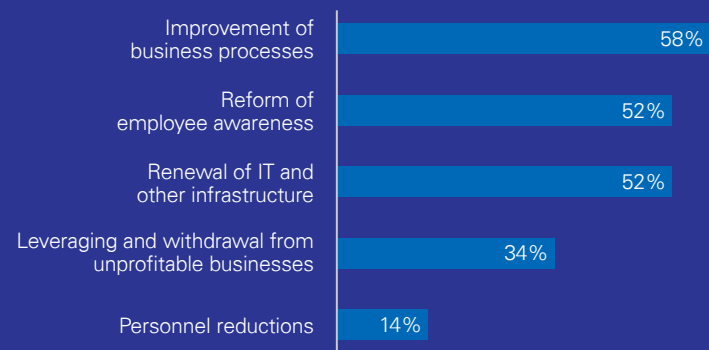 Improvement of
business processes
58%
Reform of
employee awareness
52%
Renewal of IT and
other infrastructure
52%
Leveraging and withdrawal from
unprofitable businesses
34%
Personnel reductions
14%